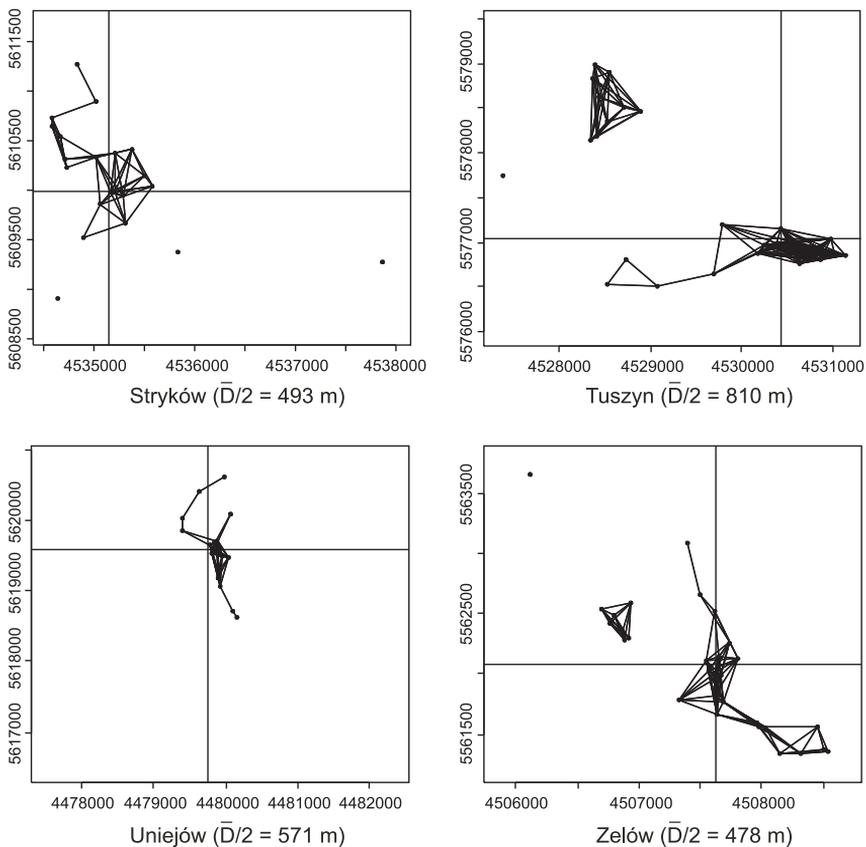 5611500
5610500
5609500
5608500
4535000 4536000 4537000 4538000
Stryków (D̅/2 = 493 m)
5579000
5578000
5577000
5576000
4528000 4529000 4530000 4531000
Tuszyn (D̅/2 = 810 m)
5620000
5619000
5618000
5617000
4478000 4479000 4480000 4481000 4482000
Uniejów (D̅/2 = 571 m)
5563500
5562500
5561500
4506000 4507000 4508000
Zelów (D̅/2 = 478 m)